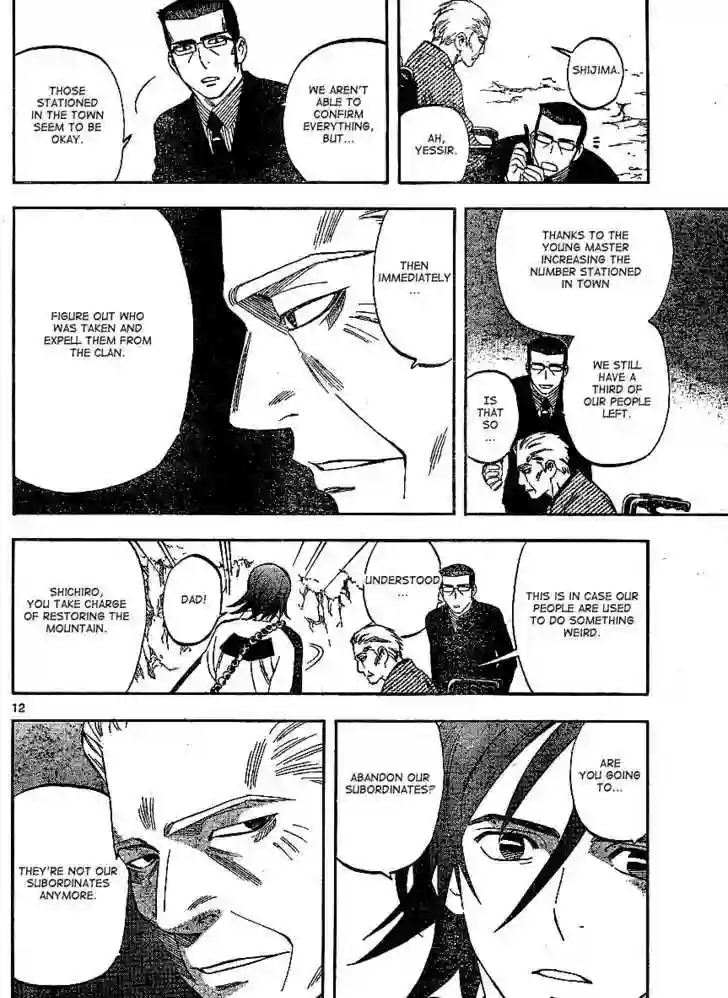 SHIJIMA.
AH,
YESSIR.
WE AREN'T
ABLE TO
CONFIRM
EVERYTHING,
BUT...
THOSE
STATIONED
IN THE TOWN
SEEM TO BE
OKAY.
THANKS TO THE
YOUNG MASTER
INCREASING THE
NUMBER STATIONED
IN TOWN
WE STILL
HAVE A
THIRD OF
OUR PEOPLE
LEFT.
IS
THAT
SO
...
THEN
IMMEDIATELY
...
FIGURE OUT WHO
WAS TAKEN AND
EXPELL THEM FROM
THE CLAN.
THIS IS IN CASE OUR
PEOPLE ARE USED
TO DO SOMETHING
WEIRD.
UNDERSTOOD
...
DAD!
SHICHIRO,
YOU TAKE CHARGE
OF RESTORING THE
MOUNTAIN.
12
ARE
YOU GOING
TO...
ABANDON OUR
SUBORDINATES?
THEY'RE NOT OUR
SUBORDINATES
ANYMORE.